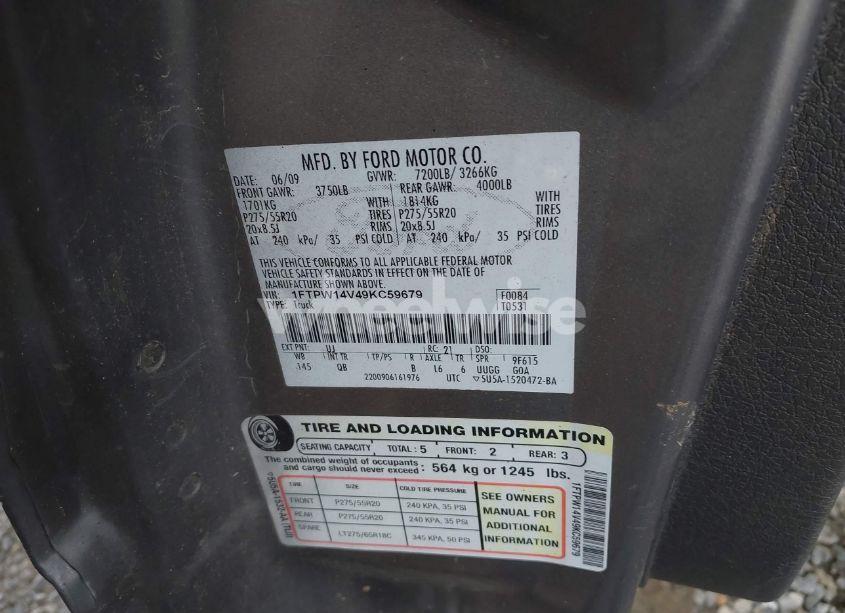 MFD. BY FORD MOTOR CO.
DATE: 06/09 GVWR: 7200LB/ 3266KG
FRONT GAWR: 3750LB REAR GAWR: 4000LB
1701KG WITH 1814KG WITH
P275/55R20 TIRES P275/55R20 TIRES
20x8.5J RIMS 20x8.5J RIMS
AT 240 kPa/ 35 PSI COLD AT 240 kPa/ 35 PSI COLD
THIS VEHICLE CONFORMS TO ALL APPLICABLE FEDERAL MOTOR
VEHICLE SAFETY STANDARDS IN EFFECT ON THE DATE OF
MANUFACTURE SHOWN ABOVE.
VIN: 1FTPW14V49KC59679 F0084
TYPE: Truck T0531
wheelwise
EXT PNT: UJ RC: 21 DSO:
WB INT TR TP/PS R AXLE TR SPR 9F615
145 QB B L6 6 UUGG GOA
2200906161976 UTC ▽5U5A-1520472-BA
TIRE AND LOADING INFORMATION
SEATING CAPACITY TOTAL: 5 FRONT: 2 REAR: 3
The combined weight of occupants
and cargo should never exceed: 564 kg or 1245 lbs.
TIRE SIZE COLD TIRE PRESSURE
FRONT P275/55R20 240 KPA, 35 PSI
REAR P275/55R20 240 KPA, 35 PSI
SPARE LT275/65R18C 345 KPA, 50 PSI
SEE OWNERS
MANUAL FOR
ADDITIONAL
INFORMATION
1FTPW14V49KC59679